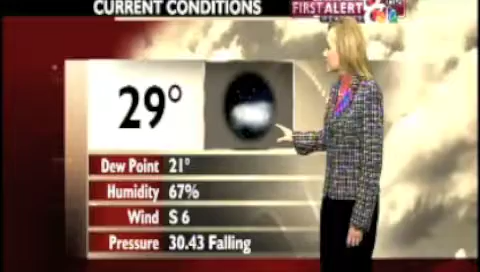 CURRENT CONDITIONS
FIRST ALERT
29°
Dew Point 21°
Humidity 67%
Wind S 6
Pressure 30.43 Falling